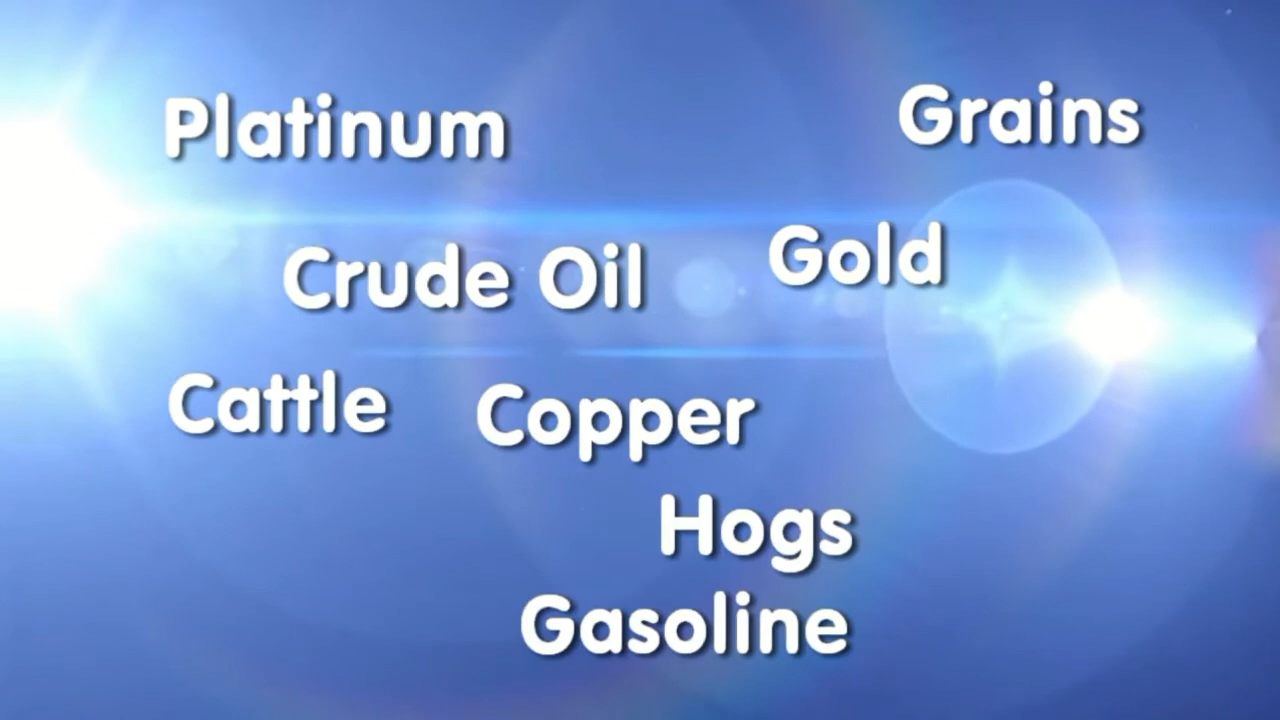 Platinum
Grains
Crude Oil
Gold
Cattle
Copper
Hogs
Gasoline